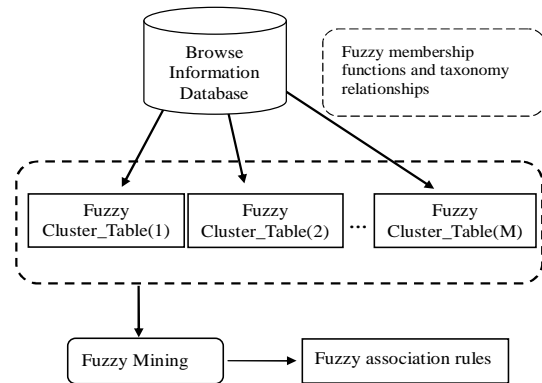 Browse
Information
Database
Fuzzy membership
functions and taxonomy
relationships
Fuzzy
Cluster_Table(1)
Fuzzy
Cluster_Table(2)
...
Fuzzy
Cluster_Table(M)
Fuzzy Mining
Fuzzy association rules